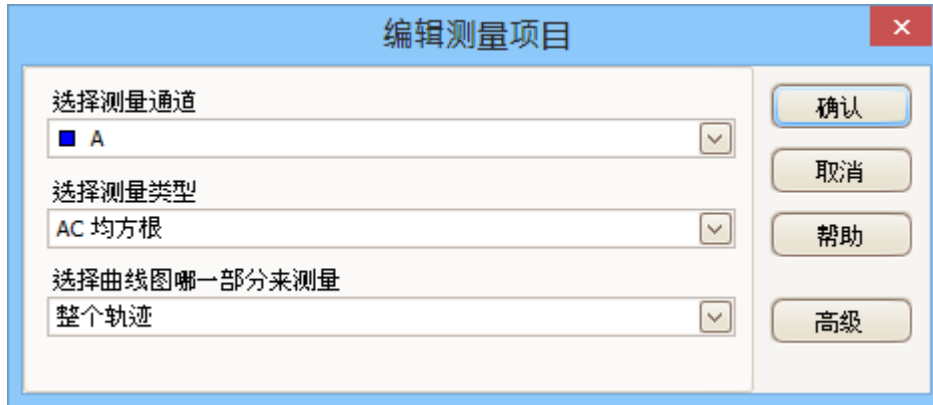 编辑测量项目
选择测量通道
A
选择测量类型
AC 均方根
选择曲线图哪一部分来测量
整个轨迹
确认
取消
帮助
高级